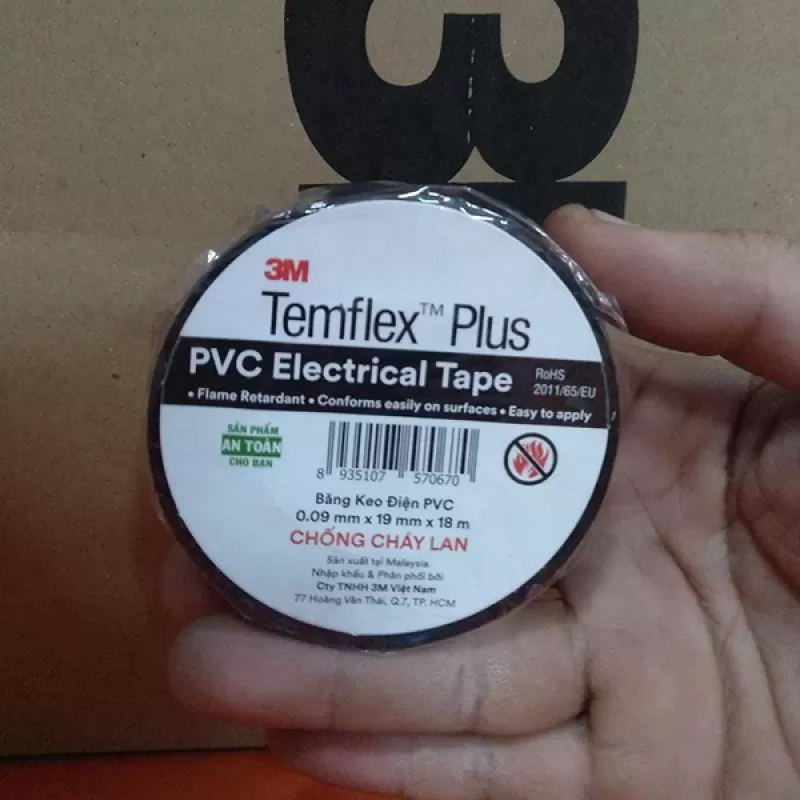 3M
Temflex™ Plus
PVC Electrical Tape
RoHS
2011/65/EU
• Flame Retardant • Conforms easily on surfaces • Easy to apply
SẢN PHẨM
AN TOÀN
CHO BẠN
8 935107 570670
Băng Keo Điện PVC
0.09 mm x 19 mm x 18 m
CHỐNG CHÁY LAN
Sản xuất tại Malaysia.
Nhập khẩu & Phân phối bởi
Cty TNHH 3M Việt Nam
77 Hoàng Văn Thái, Q.7, TP. HCM